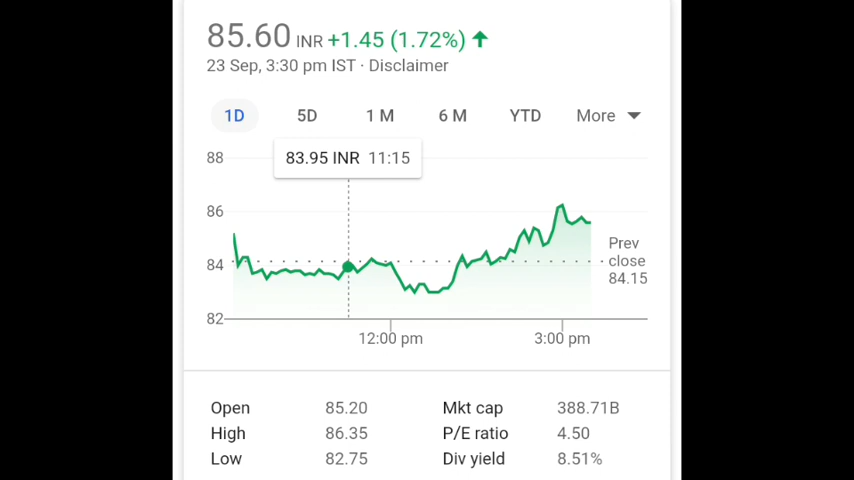 85.60 INR +1.45 (1.72%) ↑
23 Sep, 3:30 pm IST · Disclaimer
1D 5D 1 M 6 M YTD More
83.95 INR 11:15
88
86
84
82
Prev
close
84.15
12:00 pm 3:00 pm
Open 85.20 Mkt cap 388.71B
High 86.35 P/E ratio 4.50
Low 82.75 Div yield 8.51%